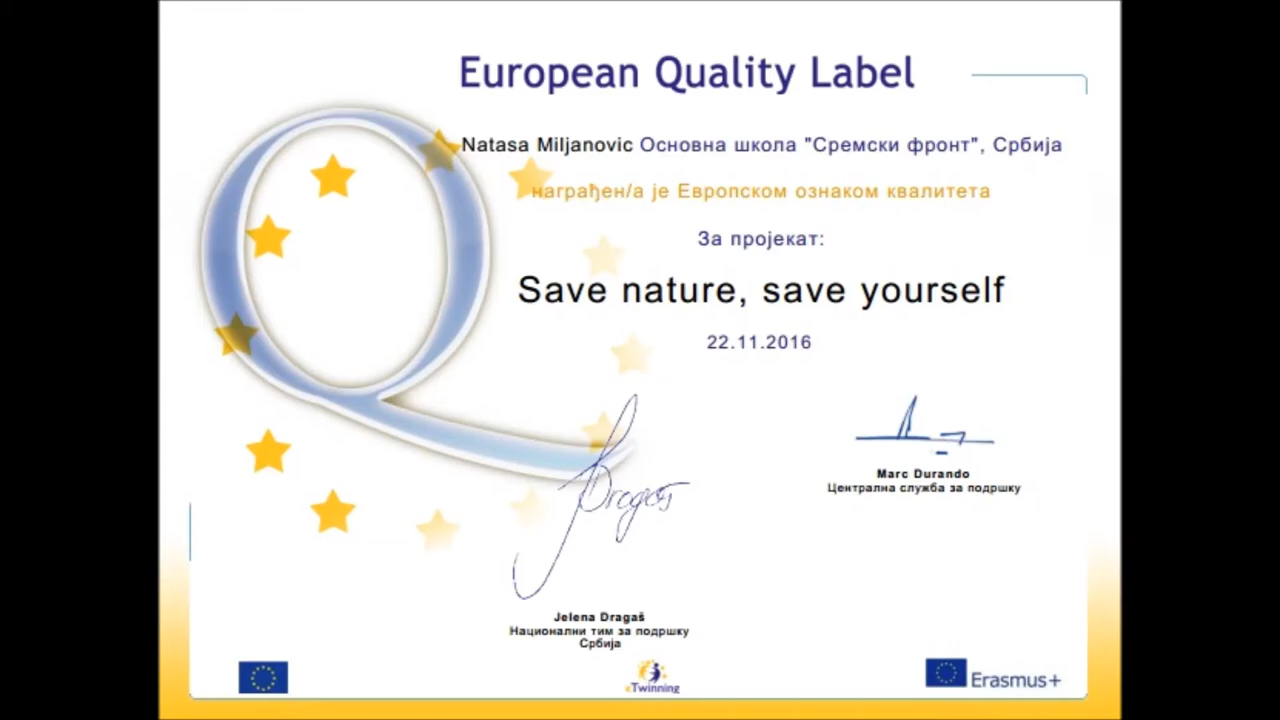 European Quality Label
Natasa Miljanovic Основна школа "Сремски фронт", Србија
награђен/а је Европском ознаком квалитета
За пројекат:
Save nature, save yourself
22.11.2016
Dragaš
Marc Durando
Централна служба за подршку
Jelena Dragaš
Национални тим за подршку
Србија
eTwinning
Erasmus+